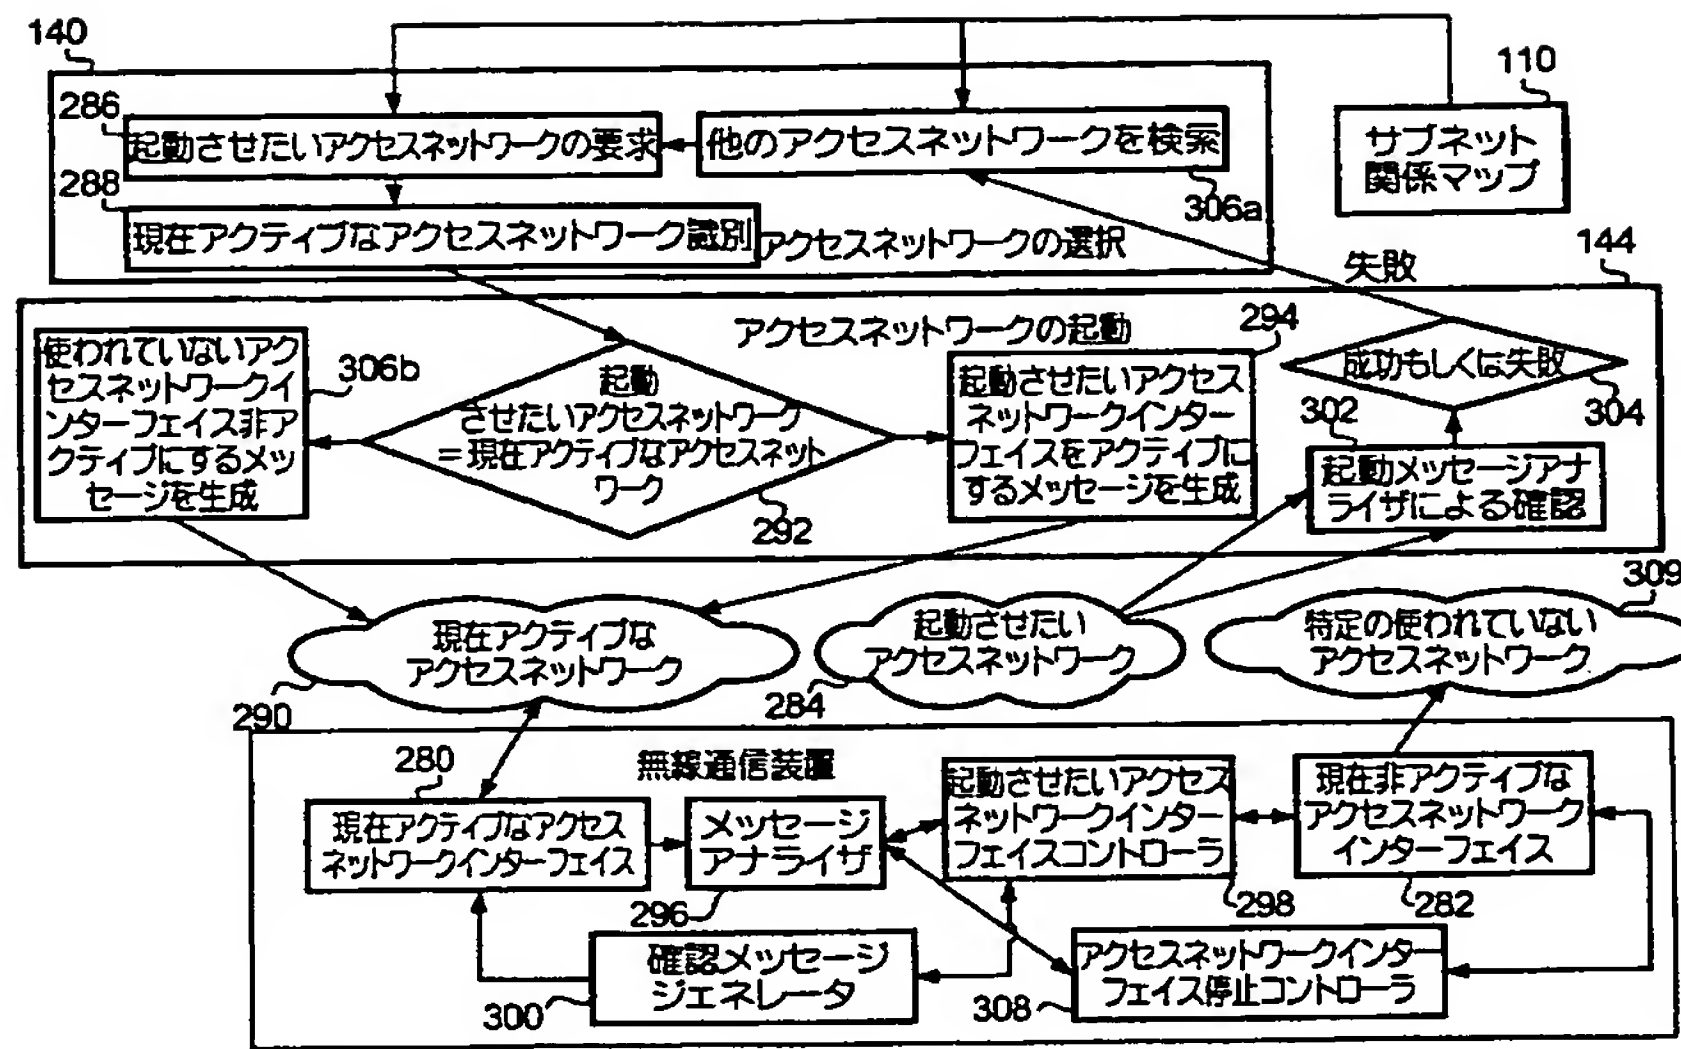 140
110
286
起動させたいアクセスネットワークの要求
他のアクセスネットワークを検索
サブネット
関係マップ
288
306a
現在アクティブなアクセスネットワーク識別
アクセスネットワークの選択
144
失敗
アクセスネットワークの起動
294
使われていないアク
セスネットワークイ
ンターフェイス非ア
クティブにするメッ
セージを生成
306b
起動
させたいアクセスネットワーク
=現在アクティブなアクセスネット
ワーク
292
起動させたいアクセス
ネットワークインター
フェイスをアクティブに
するメッセージを生成
成功もしくは失敗
304
302
起動メッセージアナ
ライザによる確認
309
現在アクティブな
アクセスネットワーク
290
起動させたい
アクセスネットワーク
284
特定の使われていない
アクセスネットワーク
無線通信装置
280
現在アクティブなアクセス
ネットワークインターフェイス
メッセージ
アナライザ
296
起動させたいアクセス
ネットワークインター
フェイスコントローラ
298
現在非アクティブな
アクセスネットワーク
インターフェイス
282
確認メッセージ
ジェネレータ
300
アクセスネットワークインター
フェイス停止コントローラ
308